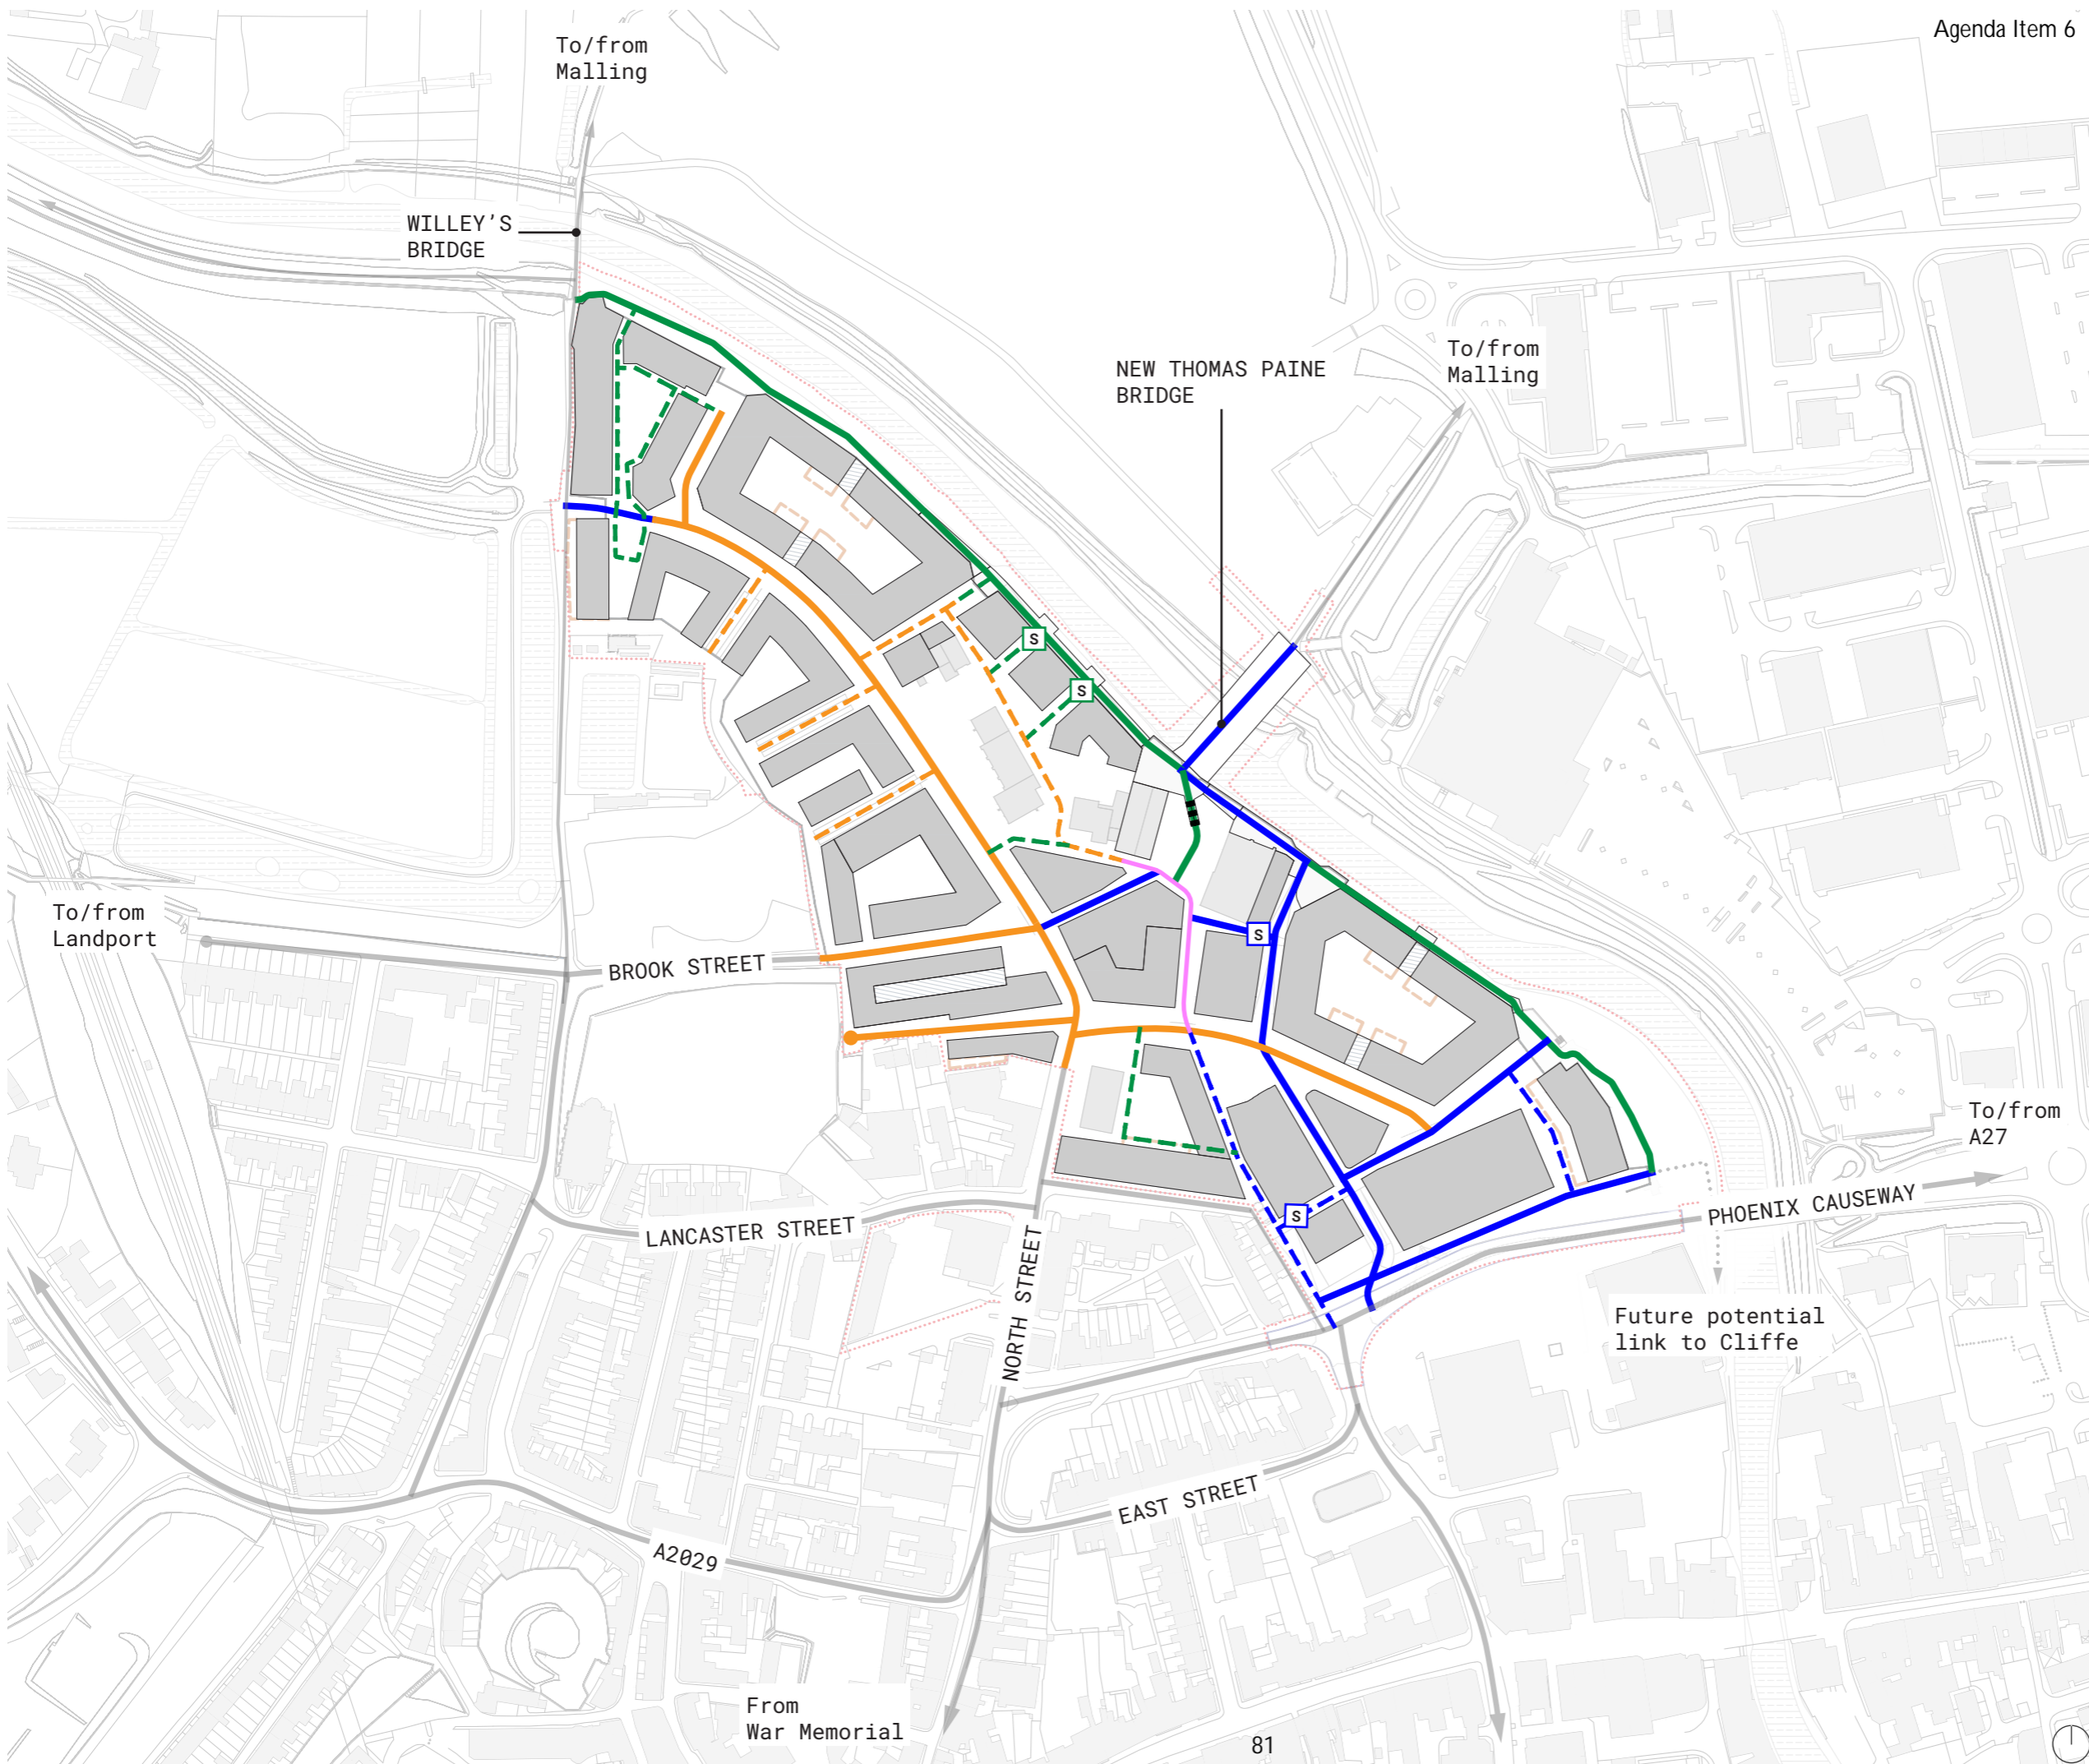 Agenda Item 6
To/from
Malling
WILLEY'S
BRIDGE
To/from
Malling
NEW THOMAS PAINE
BRIDGE
S
S
To/from
Landport
BROOK STREET
S
To/from
A27
PHOENIX CAUSEWAY
LANCASTER STREET
S
NORTH STREET
Future potential
link to Cliffe
EAST STREET
A2029
From
War Memorial
81